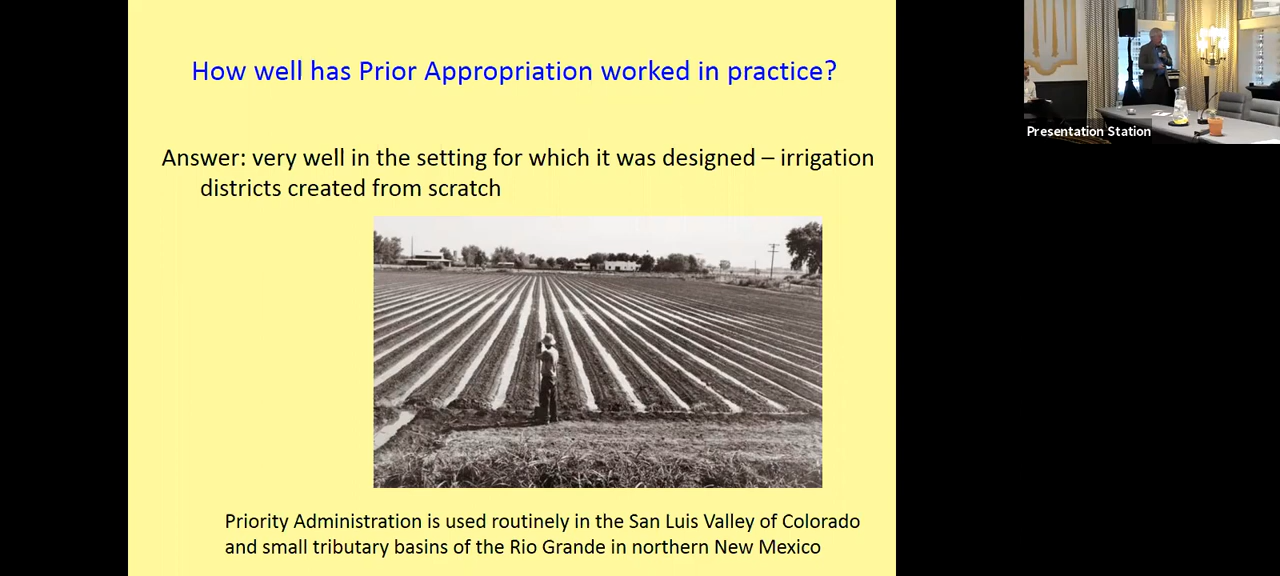 How well has Prior Appropriation worked in practice?
Answer: very well in the setting for which it was designed – irrigation
districts created from scratch
Priority Administration is used routinely in the San Luis Valley of Colorado
and small tributary basins of the Rio Grande in northern New Mexico
Presentation Station